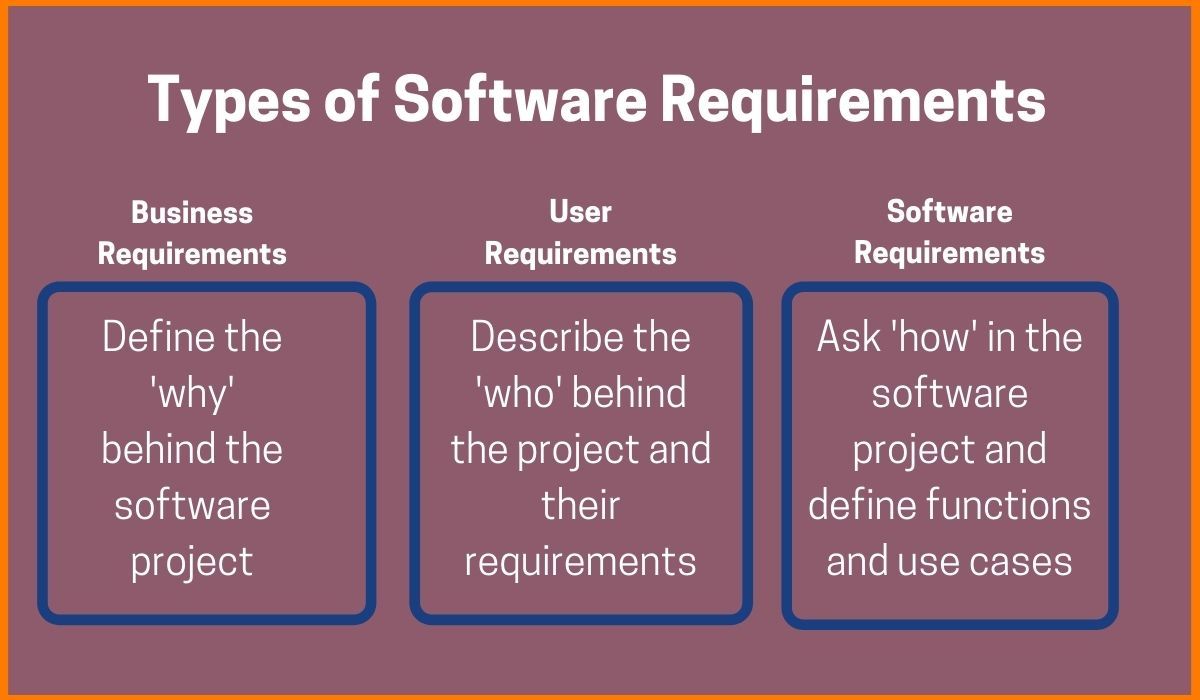 Types of Software Requirements
Business
Requirements
Define the
'why'
behind the
software
project
User
Requirements
Describe the
'who' behind
the project and
their
requirements
Software
Requirements
Ask 'how' in the
software
project and
define functions
and use cases